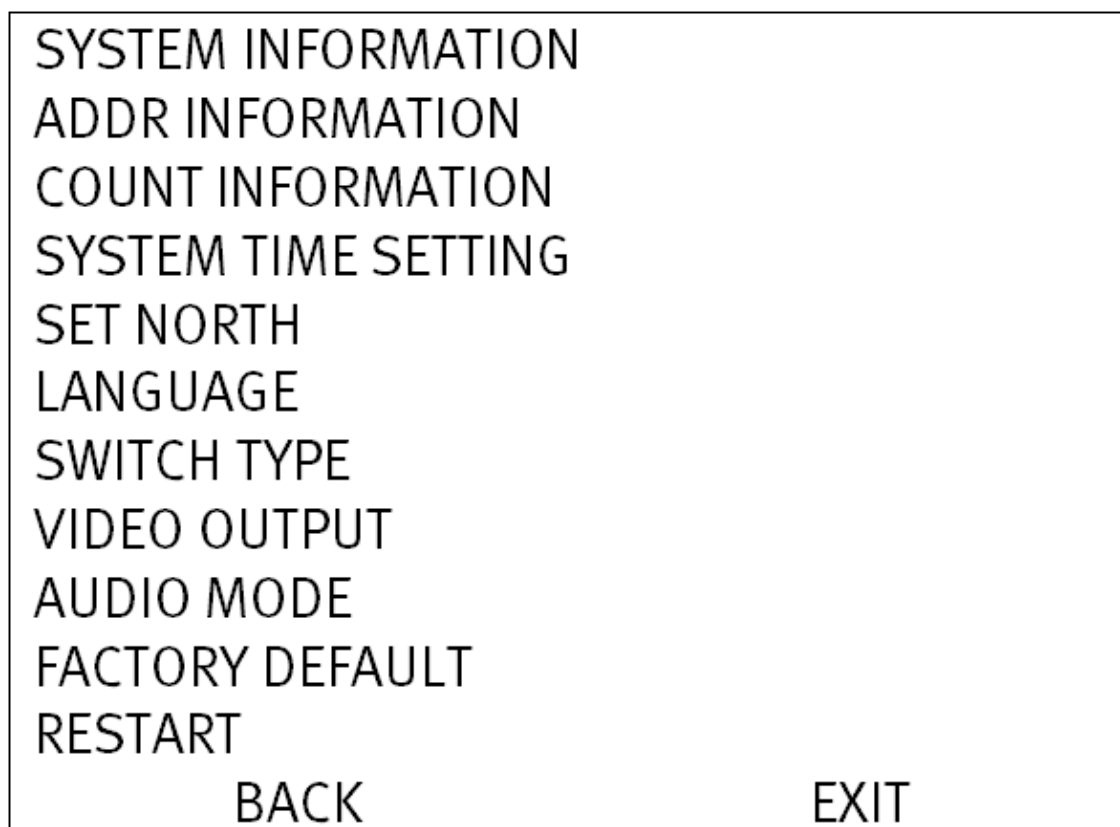 SYSTEM INFORMATION
ADDR INFORMATION
COUNT INFORMATION
SYSTEM TIME SETTING
SET NORTH
LANGUAGE
SWITCH TYPE
VIDEO OUTPUT
AUDIO MODE
FACTORY DEFAULT
RESTART
BACK EXIT